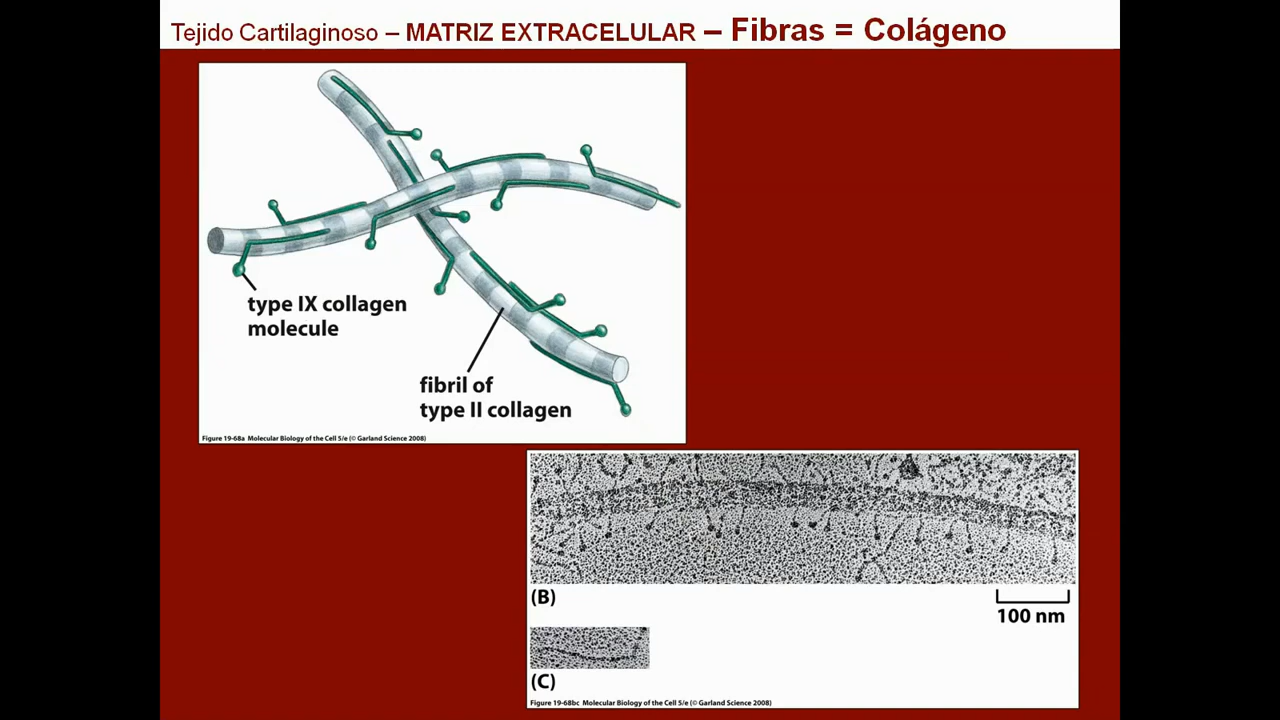 Tejido Cartilaginoso – MATRIZ EXTRACELULAR – Fibras = Colágeno
type IX collagen
molecule
fibril of
type II collagen
Figure 19-68a Molecular Biology of the Cell 5/e (© Garland Science 2008)
(B)
100 nm
(C)
Figure 19-68bc Molecular Biology of the Cell 5/e (© Garland Science 2008)